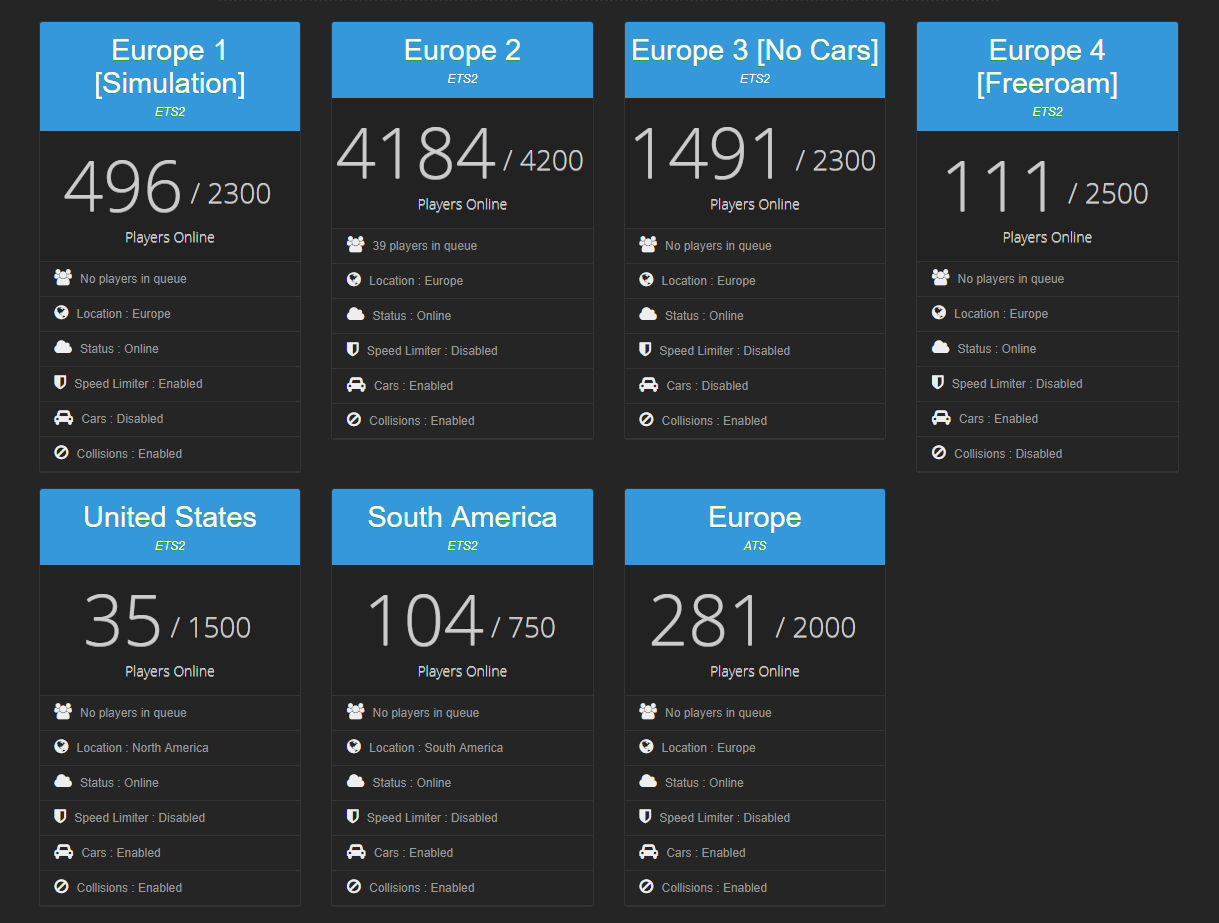 Europe 1
[Simulation]
ETS2
496 / 2300
Players Online
No players in queue
Location : Europe
Status : Online
Speed Limiter : Enabled
Cars : Disabled
Collisions : Enabled
Europe 2
ETS2
4184 / 4200
Players Online
39 players in queue
Location : Europe
Status : Online
Speed Limiter : Disabled
Cars : Enabled
Collisions : Enabled
Europe 3 [No Cars]
ETS2
1491 / 2300
Players Online
No players in queue
Location : Europe
Status : Online
Speed Limiter : Disabled
Cars : Disabled
Collisions : Enabled
Europe 4
[Freeroam]
ETS2
111 / 2500
Players Online
No players in queue
Location : Europe
Status : Online
Speed Limiter : Disabled
Cars : Enabled
Collisions : Disabled
United States
ETS2
35 / 1500
Players Online
No players in queue
Location : North America
Status : Online
Speed Limiter : Disabled
Cars : Enabled
Collisions : Enabled
South America
ETS2
104 / 750
Players Online
No players in queue
Location : South America
Status : Online
Speed Limiter : Disabled
Cars : Enabled
Collisions : Enabled
Europe
ATS
281 / 2000
Players Online
No players in queue
Location : Europe
Status : Online
Speed Limiter : Disabled
Cars : Enabled
Collisions : Enabled